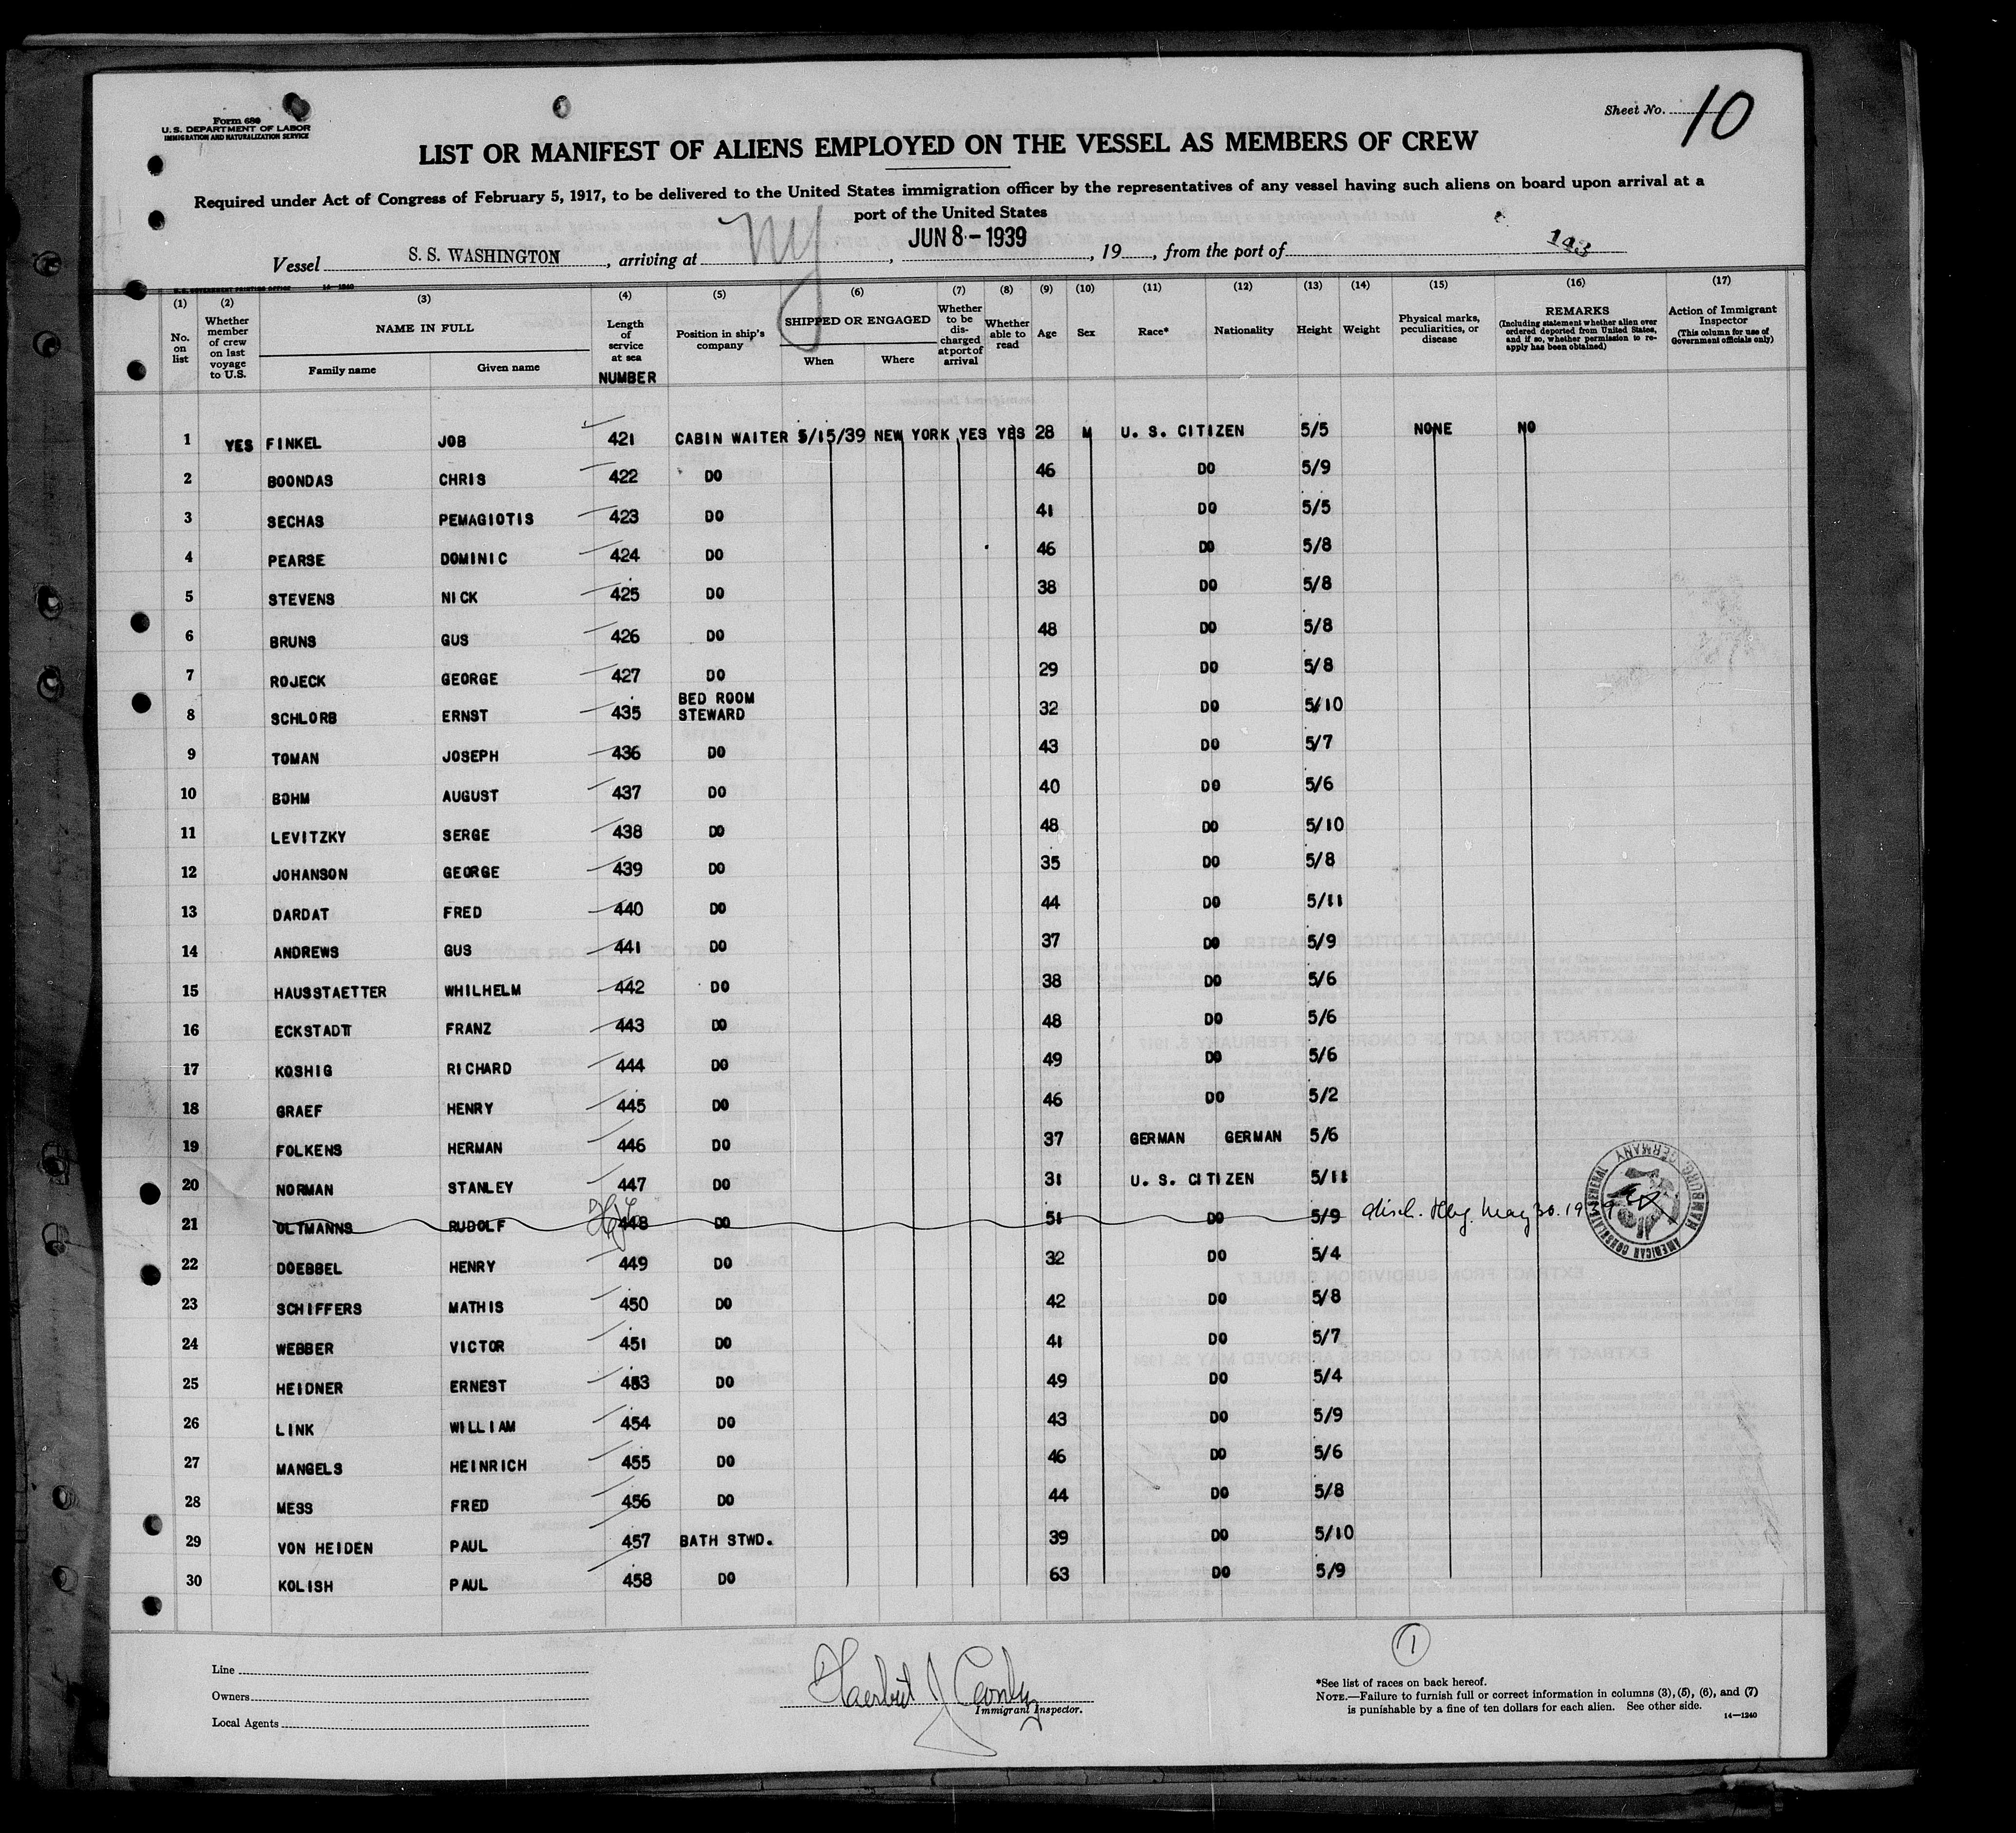 Form 680
U. S. DEPARTMENT OF LABOR
IMMIGRATION AND NATURALIZATION SERVICE
Sheet No. 10
LIST OR MANIFEST OF ALIENS EMPLOYED ON THE VESSEL AS MEMBERS OF CREW
Required under Act of Congress of February 5, 1917, to be delivered to the United States immigration officer by the representatives of any vessel having such aliens on board upon arrival at a
port of the United States
Vessel S. S. WASHINGTON, arriving at NY, JUN 8 - 1939, 19, from the port of 143
U.S. GOVERNMENT PRINTING OFFICE 14—1240
(1) (2) (3) (4) (5) (6) (7) (8) (9) (10) (11) (12) (13) (14) (15) (16) (17)
No. on list
Whether member of crew on last voyage to U.S.
NAME IN FULL
Family name
Given name
Length of service at sea
NUMBER
Position in ship's company
SHIPPED OR ENGAGED
When
Where
Whether to be discharged at port of arrival
Whether able to read
Age
Sex
Race*
Nationality
Height
Weight
Physical marks, peculiarities, or disease
REMARKS
(Including statement whether alien ever ordered deported from United States, and if so, whether permission to reapply has been obtained)
Action of Immigrant Inspector
(This column for use of Government officials only)
1 YES FINKEL JOB 421 CABIN WAITER 5/15/39 NEW YORK YES YES 28 M U. S. CITIZEN 5/5 NONE NO
2 BOONDAS CHRIS 422 DO 46 DO 5/9
3 SECHAS PEMAGIOTIS 423 DO 41 DO 5/5
4 PEARSE DOMINIC 424 DO 46 DO 5/8
5 STEVENS NICK 425 DO 38 DO 5/8
6 BRUNS GUS 426 DO 48 DO 5/8
7 ROJECK GEORGE 427 DO 29 DO 5/8
8 SCHLORB ERNST 435 BED ROOM STEWARD 32 DO 5/10
9 TOMAN JOSEPH 436 DO 43 DO 5/7
10 BOHM AUGUST 437 DO 40 DO 5/6
11 LEVITZKY SERGE 438 DO 48 DO 5/10
12 JOHANSON GEORGE 439 DO 35 DO 5/8
13 DARDAT FRED 440 DO 44 DO 5/11
14 ANDREWS GUS 441 DO 37 DO 5/9
15 HAUSSTAETTER WHILHELM 442 DO 38 DO 5/6
16 ECKSTADT FRANZ 443 DO 48 DO 5/6
17 KOSHIG RICHARD 444 DO 49 DO 5/6
18 GRAEF HENRY 445 DO 46 DO 5/2
19 FOLKENS HERMAN 446 DO 37 GERMAN GERMAN 5/6
20 NORMAN STANLEY 447 DO 31 U. S. CITIZEN 5/11
21 OLTMANNS RUDOLF 448 DO 51 DO 5/9 disch. Hbg. May 30. 1939
AMERICAN CONSULATE GENERAL HAMBURG, GERMANY
22 DOEBBEL HENRY 449 DO 32 DO 5/4
23 SCHIFFERS MATHIS 450 DO 42 DO 5/8
24 WEBBER VICTOR 451 DO 41 DO 5/7
25 HEIDNER ERNEST 453 DO 49 DO 5/4
26 LINK WILLIAM 454 DO 43 DO 5/9
27 MANGELS HEINRICH 455 DO 46 DO 5/6
28 MESS FRED 456 DO 44 DO 5/8
29 VON HEIDEN PAUL 457 BATH STWD. 39 DO 5/10
30 KOLISH PAUL 458 DO 63 DO 5/9
1
Line
Owners
Local Agents
Immigrant Inspector.
*See list of races on back hereof.
NOTE.—Failure to furnish full or correct information in columns (3), (5), (6), and (7)
is punishable by a fine of ten dollars for each alien. See other side.
14—1240